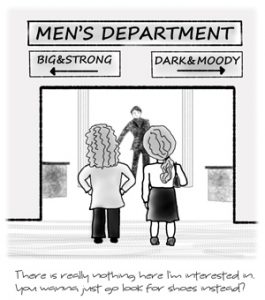 MEN'S DEPARTMENT
BIG&STRONG
DARK&MOODY
There is really nothing here I'm interested in.
You wanna just go look for shoes instead?